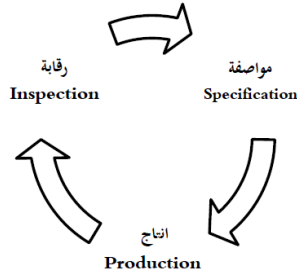 رقابة
Inspection
مواصفة
Specification
انتاج
Production